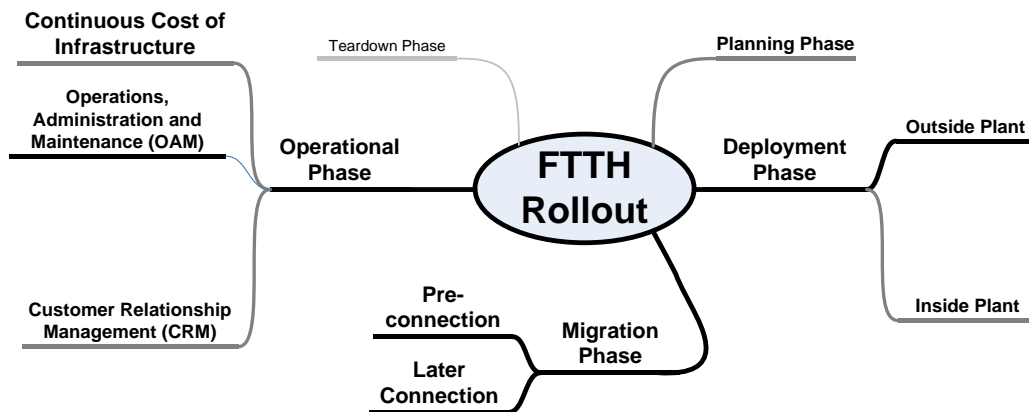 Continuous Cost of
Infrastructure
Operations,
Administration and
Maintenance (OAM)
Operational
Phase
Customer Relationship
Management (CRM)
Teardown Phase
Planning Phase
FTTH
Rollout
Deployment
Phase
Outside Plant
Inside Plant
Pre-
connection
Migration
Phase
Later
Connection